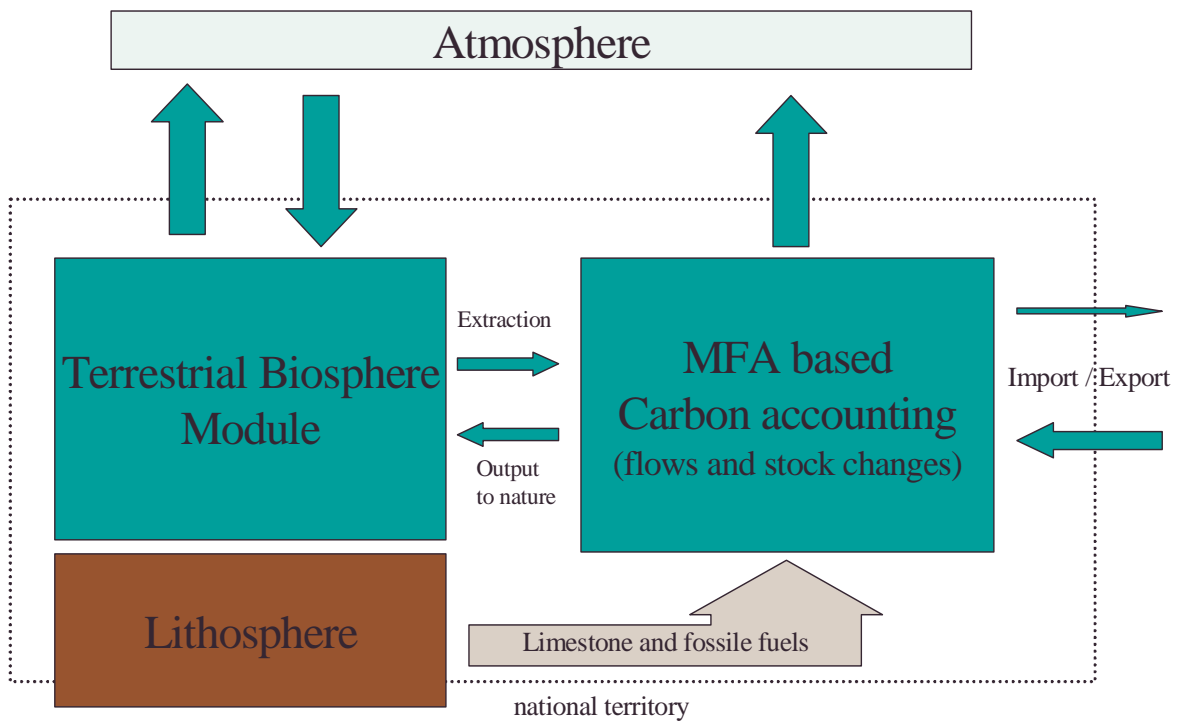 Atmosphere
Terrestrial Biosphere
Module
Extraction
Output
to nature
MFA based
Carbon accounting
(flows and stock changes)
Import / Export
Lithosphere
Limestone and fossile fuels
national territory